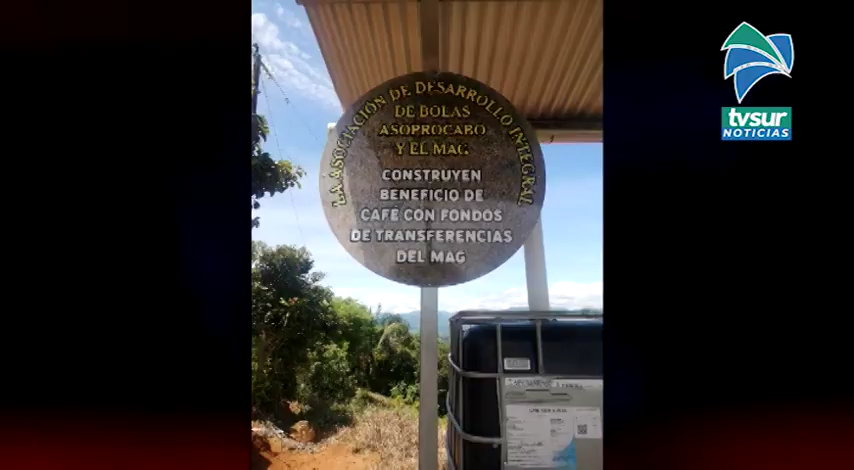 LA ASOCIACIÓN DE DESARROLLO INTEGRAL
DE BOLAS
ASOPROCABO
Y EL MAG
CONSTRUYEN
BENEFICIO DE
CAFÉ CON FONDOS
DE TRANSFERENCIAS
DEL MAG
tvsur
NOTICIAS